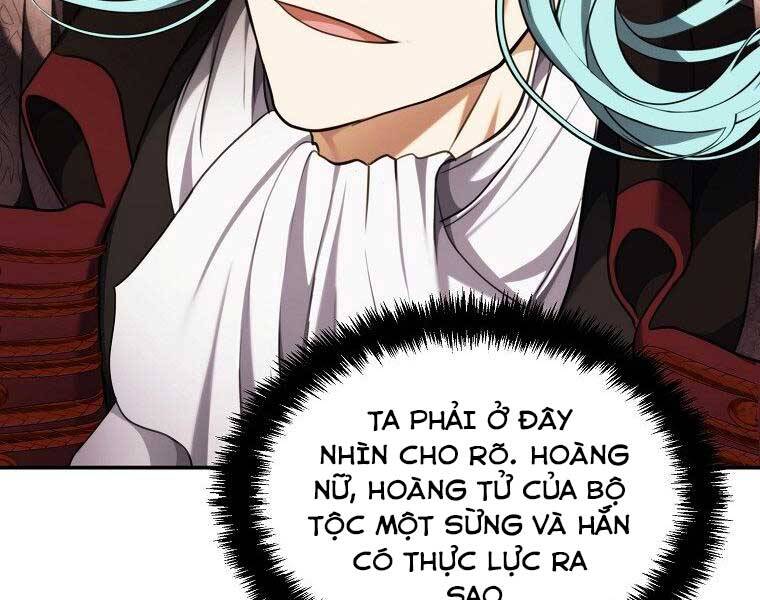 TA PHẢI Ở ĐÂY
NHÌN CHO RÕ. HOÀNG
NỮ, HOÀNG TỬ CỦA BỘ
TỘC MỘT SỪNG VÀ HẮN
CÓ THỰC LỰC RA
SAO